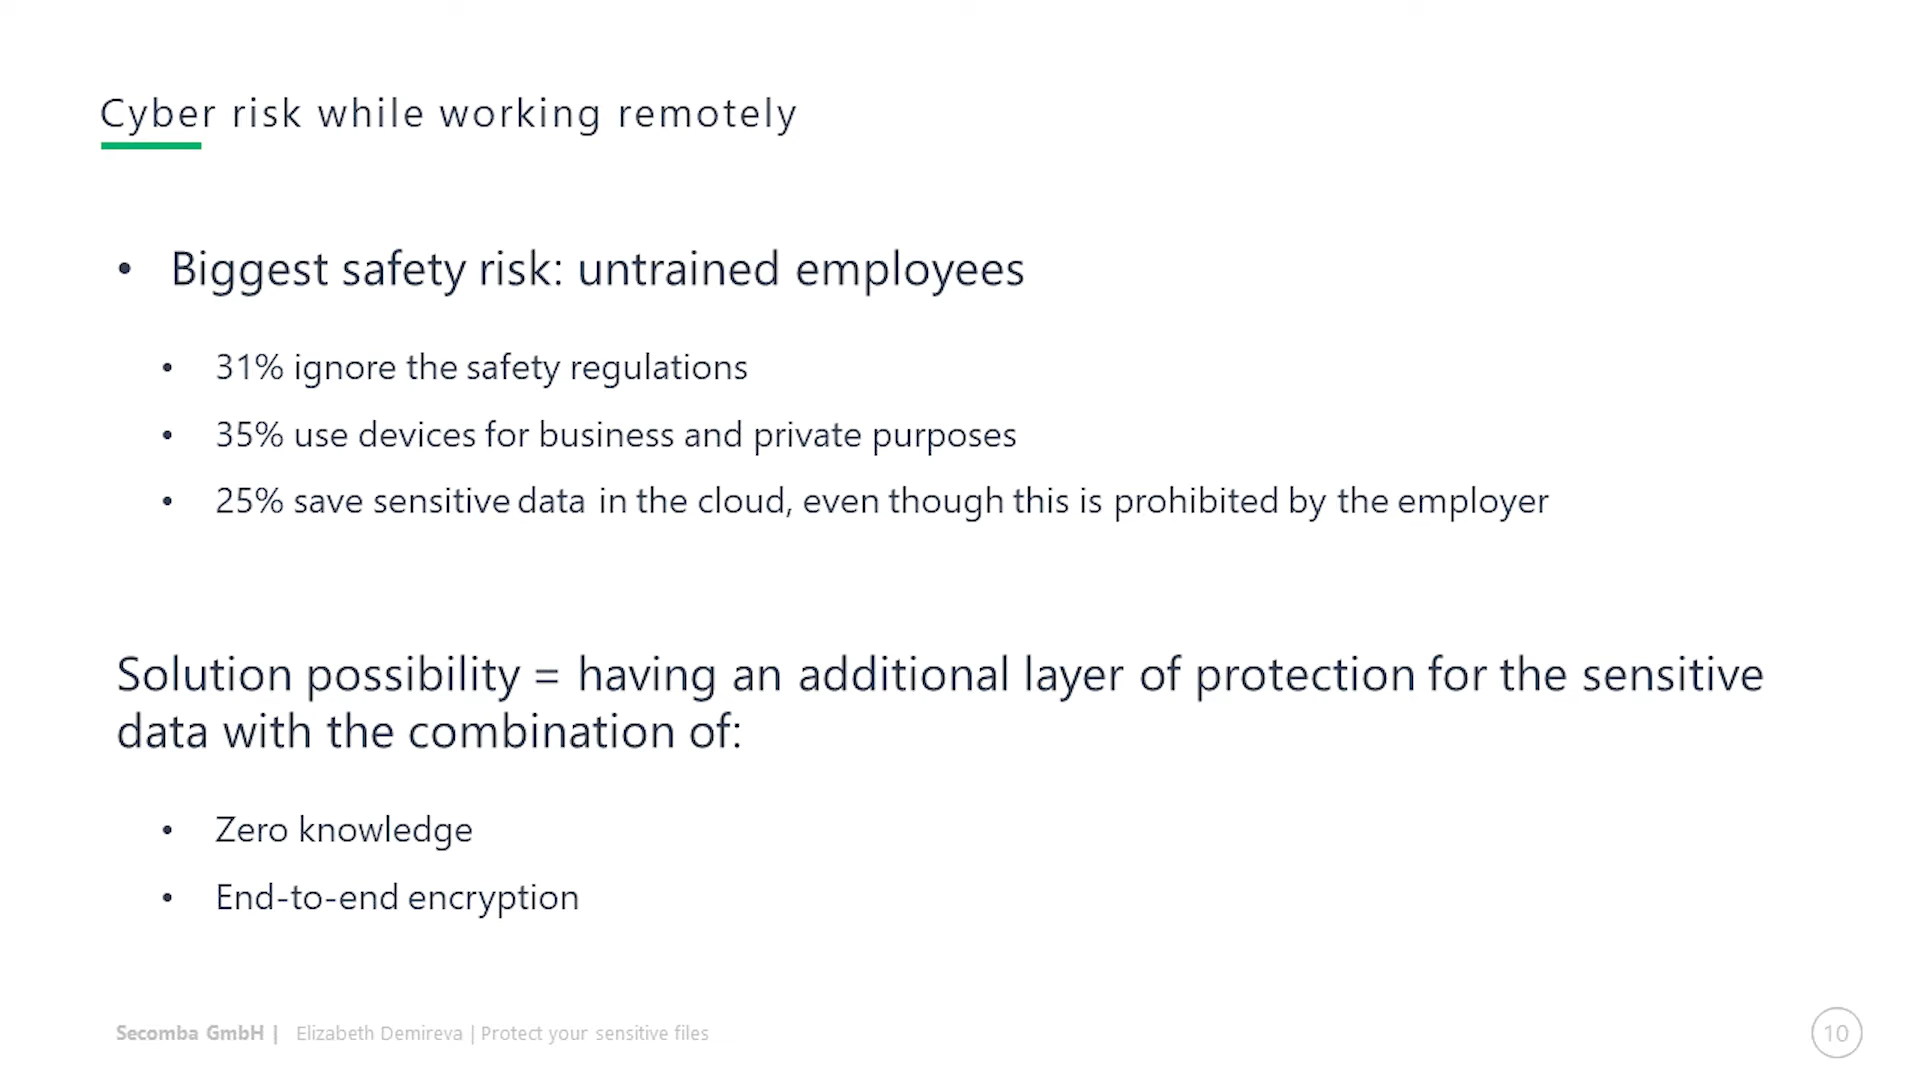 Cyber risk while working remotely
• Biggest safety risk: untrained employees
• 31% ignore the safety regulations
• 35% use devices for business and private purposes
• 25% save sensitive data in the cloud, even though this is prohibited by the employer
Solution possibility = having an additional layer of protection for the sensitive
data with the combination of:
• Zero knowledge
• End-to-end encryption
Secomba GmbH | Elizabeth Demireva | Protect your sensitive files
10